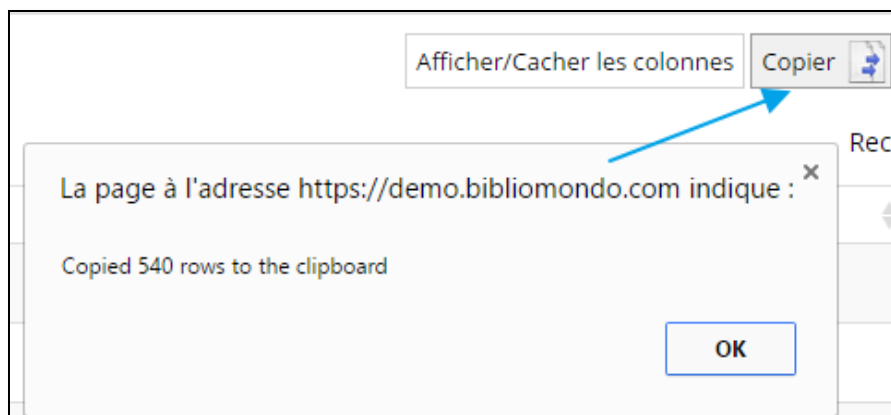 Afficher/Cacher les colonnes Copier
Rec
La page à l'adresse https://demo.bibliomondo.com indique :
Copied 540 rows to the clipboard
OK